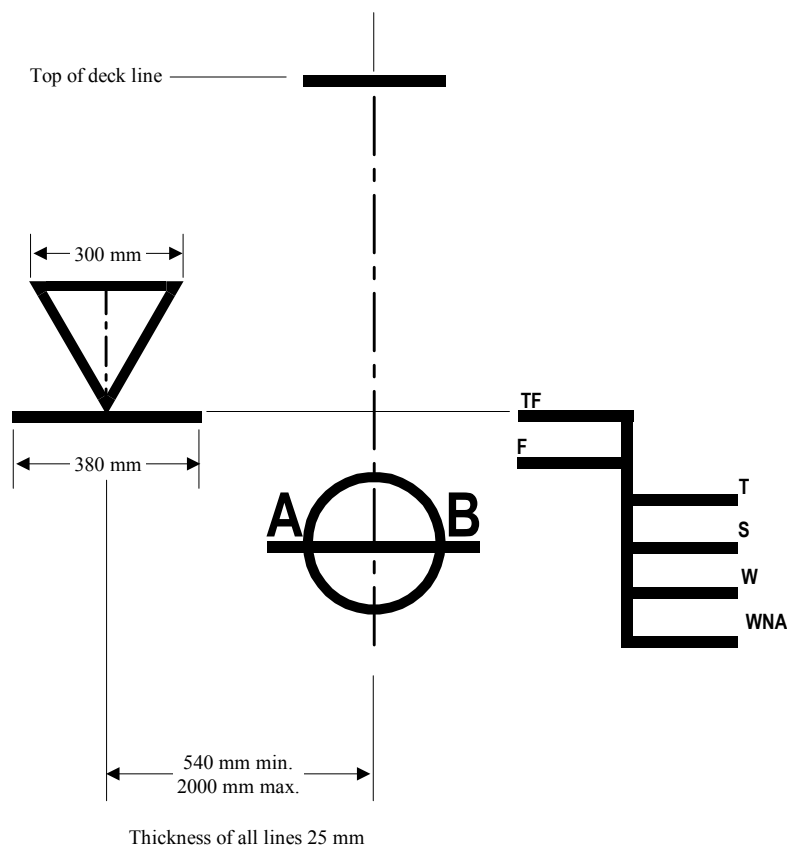 Top of deck line
300 mm
TF
F
380 mm
T
A B
S
W
WNA
540 mm min.
2000 mm max.
Thickness of all lines 25 mm